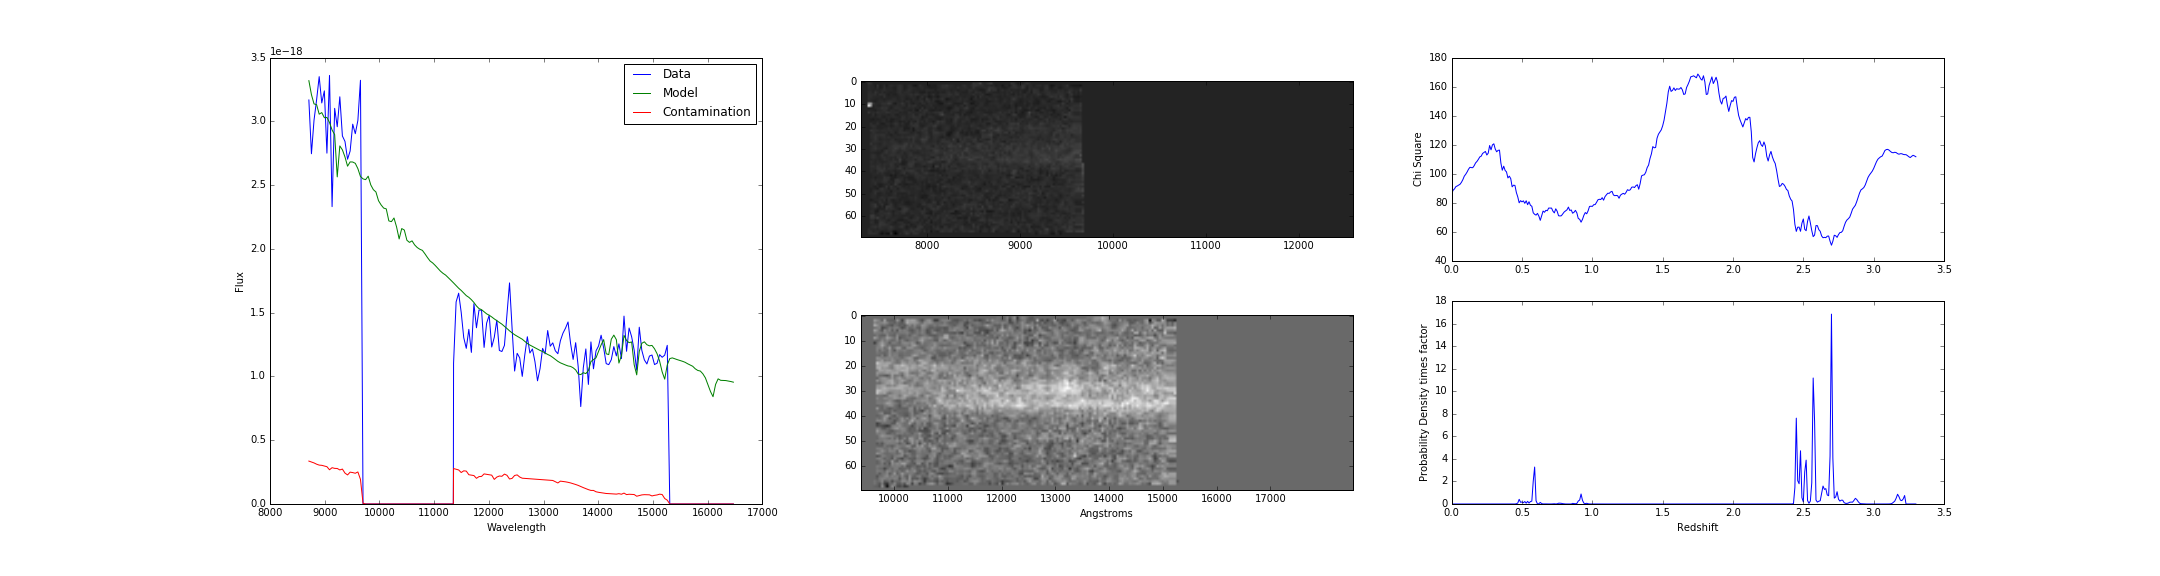 1e−18
3.5
3.0
2.5
2.0
1.5
1.0
0.5
0.0
Flux
8000 9000 10000 11000 12000 13000 14000 15000 16000 17000
Wavelength
Data
Model
Contamination
0
10
20
30
40
50
60
8000 9000 10000 11000 12000
0
10
20
30
40
50
60
10000 11000 12000 13000 14000 15000 16000 17000
Angstroms
180
160
140
120
100
80
60
40
Chi Square
0.0 0.5 1.0 1.5 2.0 2.5 3.0 3.5
18
16
14
12
10
8
6
4
2
0
Probability Density times factor
0.0 0.5 1.0 1.5 2.0 2.5 3.0 3.5
Redshift